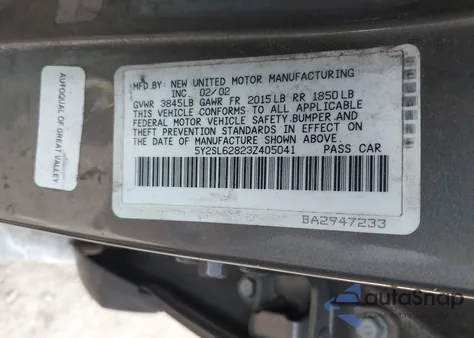 AUTOQUAL OF GREAT VALLEY
MFD BY: NEW UNITED MOTOR MANUFACTURING
INC 02/02
GVWR 3845LB GAWR FR 2015LB RR 1850LB
THIS VEHICLE CONFORMS TO ALL APPLICABLE
FEDERAL MOTOR VEHICLE SAFETY,BUMPER AND
THEFT PREVENTION STANDARDS IN EFFECT ON
THE DATE OF MANUFACTURE SHOWN ABOVE.
5Y2SL62823Z405041 PASS CAR
BA2947233
autoSnap